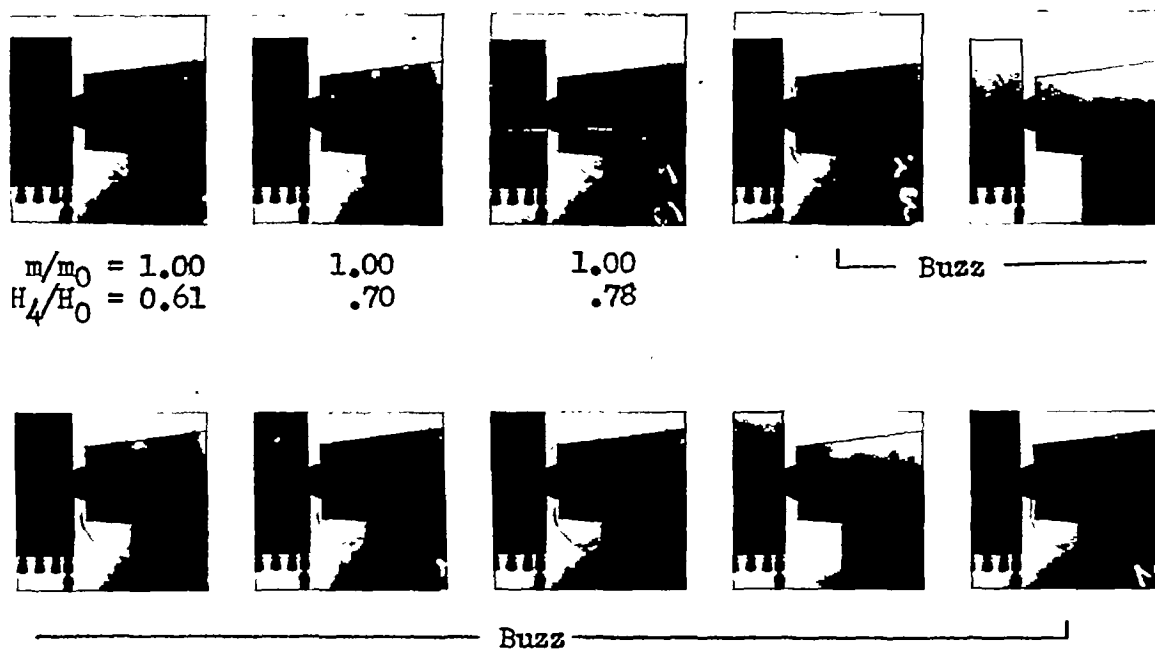 m/m₀ = 1.00 1.00 1.00 Buzz
H₄/H₀ = 0.61 .70 .78
Buzz